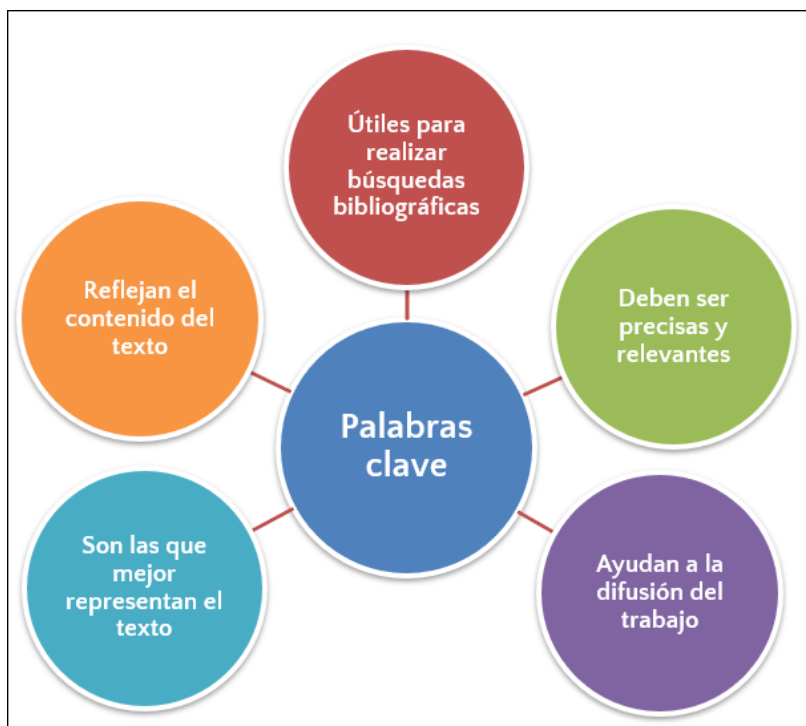 Útiles para
realizar
búsquedas
bibliográficas
Reflejan el
contenido del
texto
Deben ser
precisas y
relevantes
Palabras
clave
Son las que
mejor
representan el
texto
Ayudan a la
difusión del
trabajo